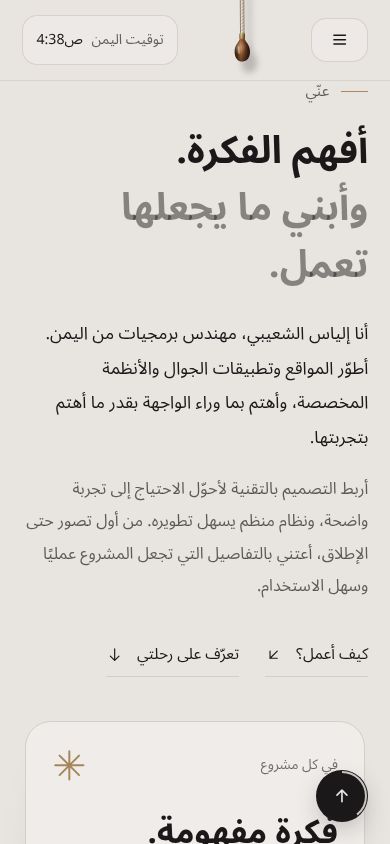 توقيت اليمن 4:38ص
عنّي
أفهم الفكرة.
وأبني ما يجعلها
تعمل.
أنا إلياس الشعيبي، مهندس برمجيات من اليمن.
أطوّر المواقع وتطبيقات الجوال والأنظمة
المخصصة، وأهتم بما وراء الواجهة بقدر ما أهتم
بتجربتها.
أربط التصميم بالتقنية لأحوّل الاحتياج إلى تجربة
واضحة، ونظام منظم يسهل تطويره. من أول تصور حتى
الإطلاق، أعتني بالتفاصيل التي تجعل المشروع عمليًا
وسهل الاستخدام.
كيف أعمل؟ تعرّف على رحلتي
في كل مشروع
فكرة مفهومة.